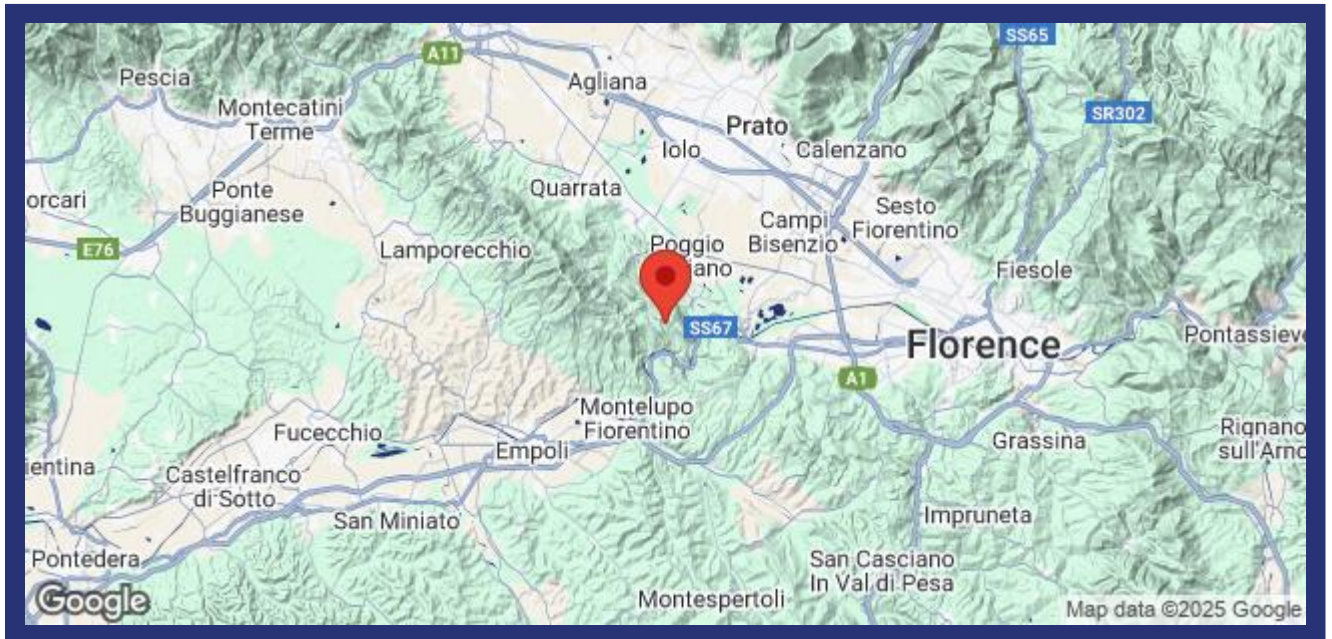 SS65
A11
Pescia
Agliana
Montecatini
Terme
SR302
Prato
Iolo
Calenzano
orcari
Ponte
Buggianese
Quarrata
Campi
Bisenzio
Sesto
Fiorentino
E76
Lamporecchio
Poggio
iano
Fiesole
SS67
Florence
Pontassieve
A1
Montelupo
Fiorentino
Fucecchio
Empoli
Grassina
Rignano
sull'Arno
ientina
Castelfranco
di Sotto
San Miniato
Impruneta
Pontedera
San Casciano
In Val di Pesa
Google
Montespertoli
Map data ©2025 Google